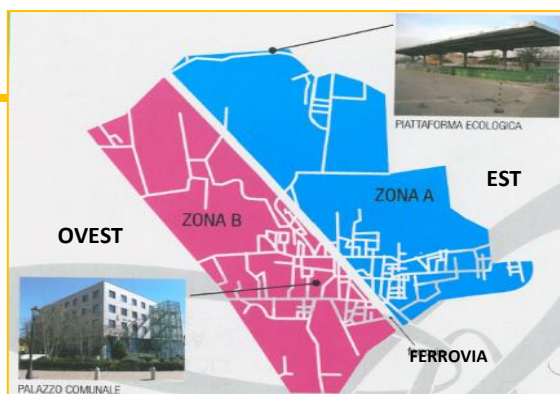 PIATTAFORMA ECOLOGICA
EST
ZONA A
ZONA B
OVEST
FERROVIA
PALAZZO COMUNALE